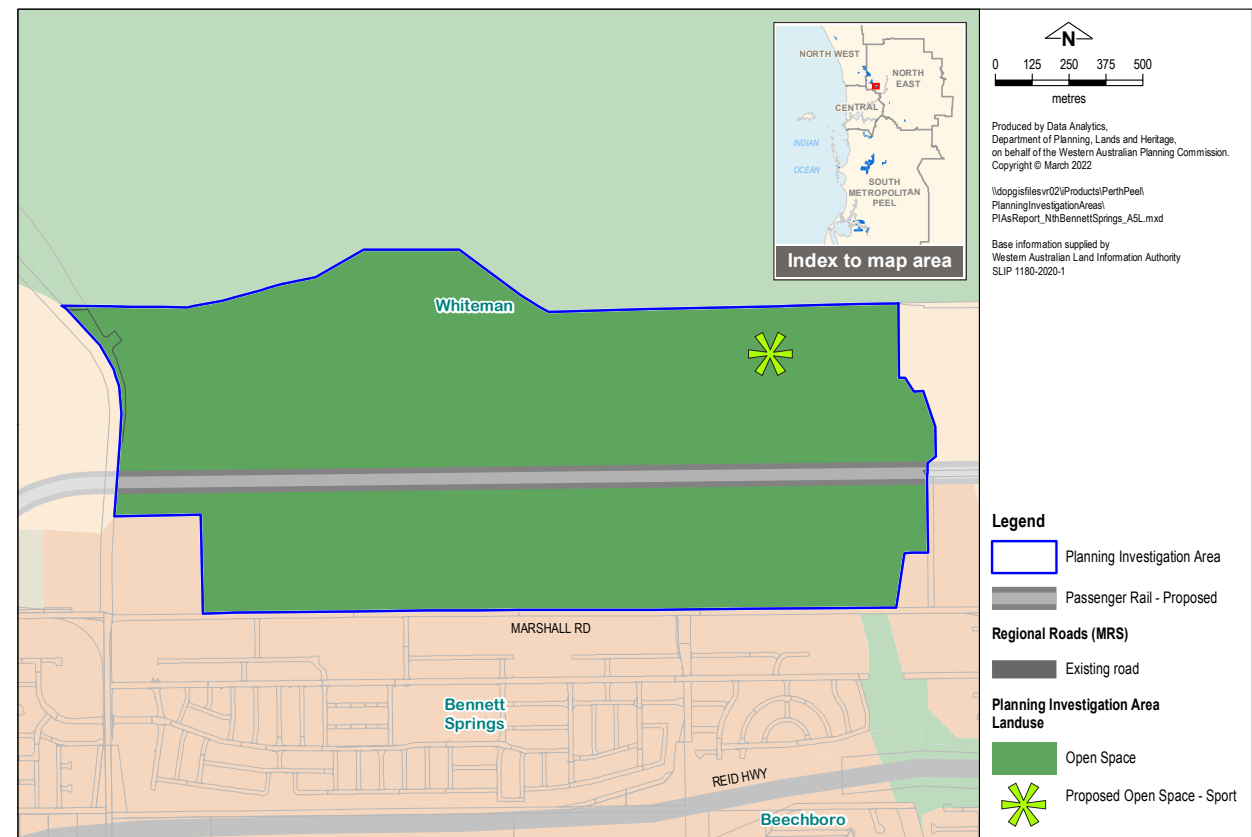 NORTH WEST
NORTH
EAST
CENTRAL
INDIAN
OCEAN
SOUTH
METROPOLITAN
PEEL
Index to map area
Whiteman
MARSHALL RD
Bennett
Springs
REID HWY
Beechboro
N
0 125 250 375 500
metres
Produced by Data Analytics,
Department of Planning, Lands and Heritage,
on behalf of the Western Australian Planning Commission.
Copyright © March 2022
\\dopgisfilesvr02\iProducts\PerthPeel\
PlanningInvestigationAreas\
PIAsReport_NthBennettSprings_A5L.mxd
Base information supplied by
Western Australian Land Information Authority
SLIP 1180-2020-1
Legend
Planning Investigation Area
Passenger Rail - Proposed
Regional Roads (MRS)
Existing road
Planning Investigation Area
Landuse
Open Space
Proposed Open Space - Sport